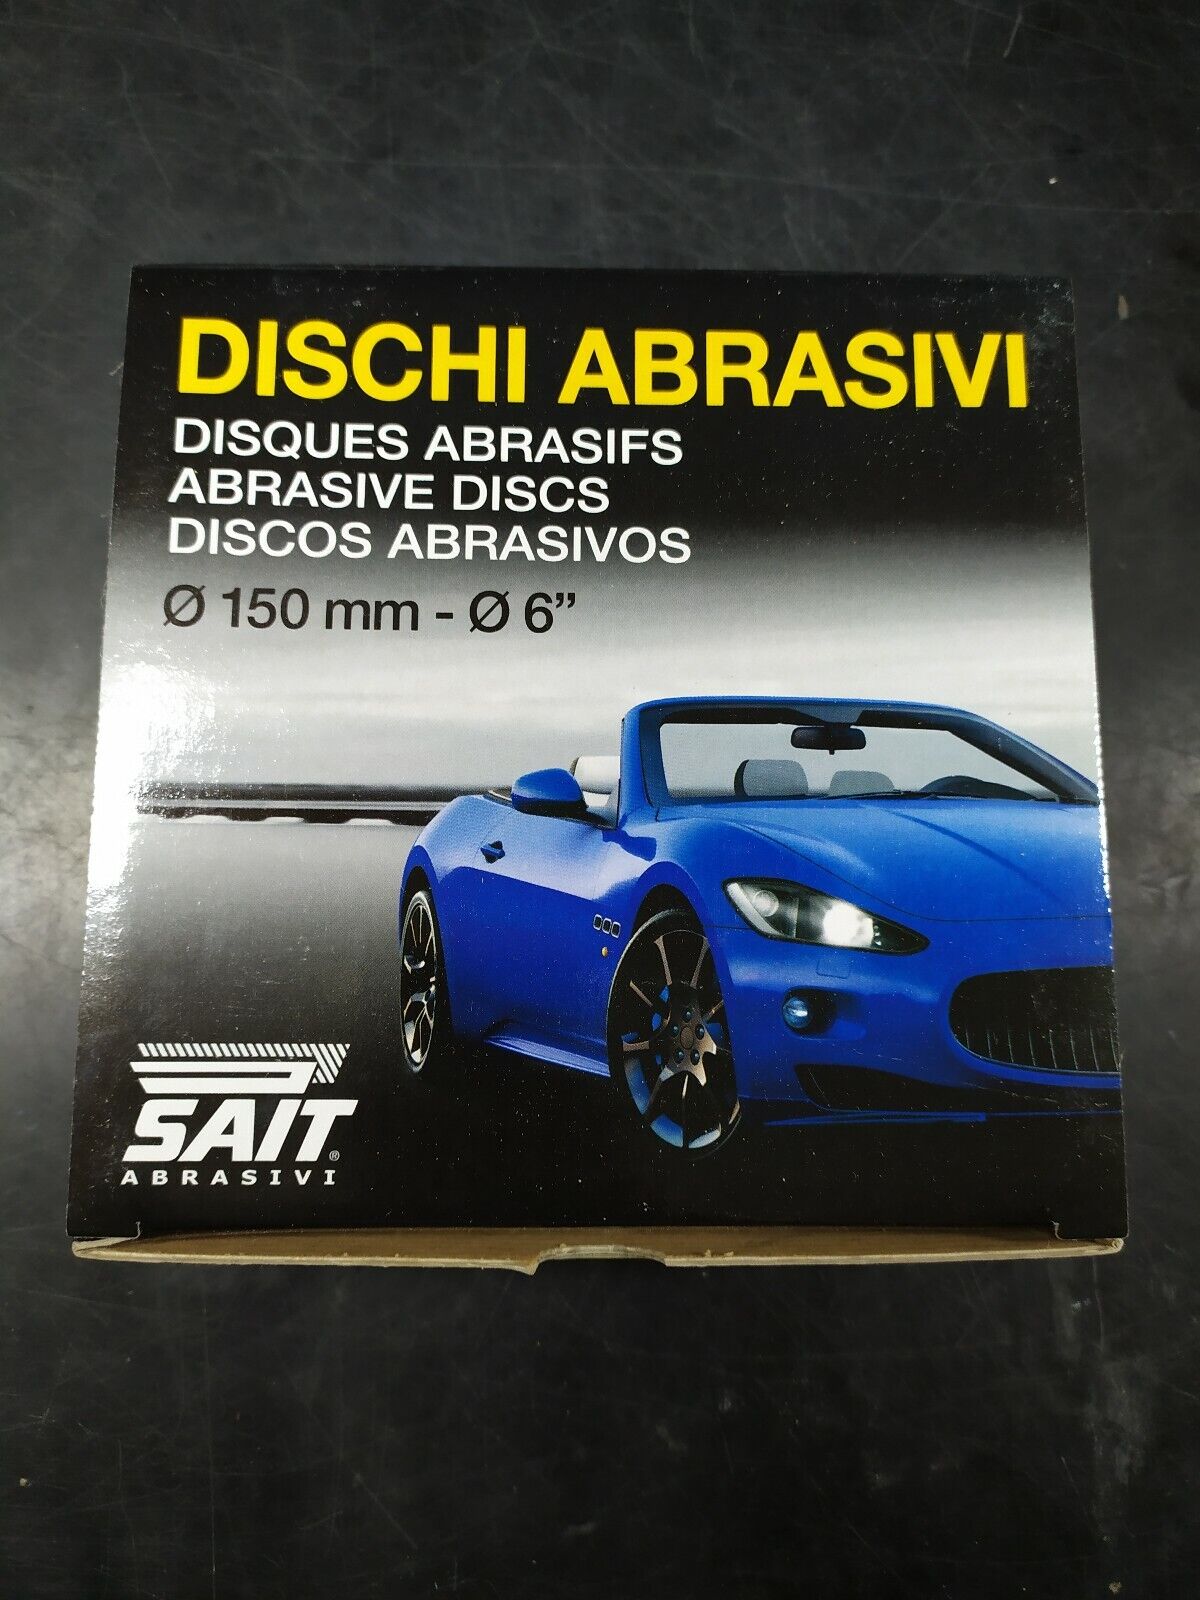 DISCHI ABRASIVI
DISQUES ABRASIFS
ABRASIVE DISCS
DISCOS ABRASIVOS
Ø 150 mm - Ø 6”
SAIT®
ABRASIVI